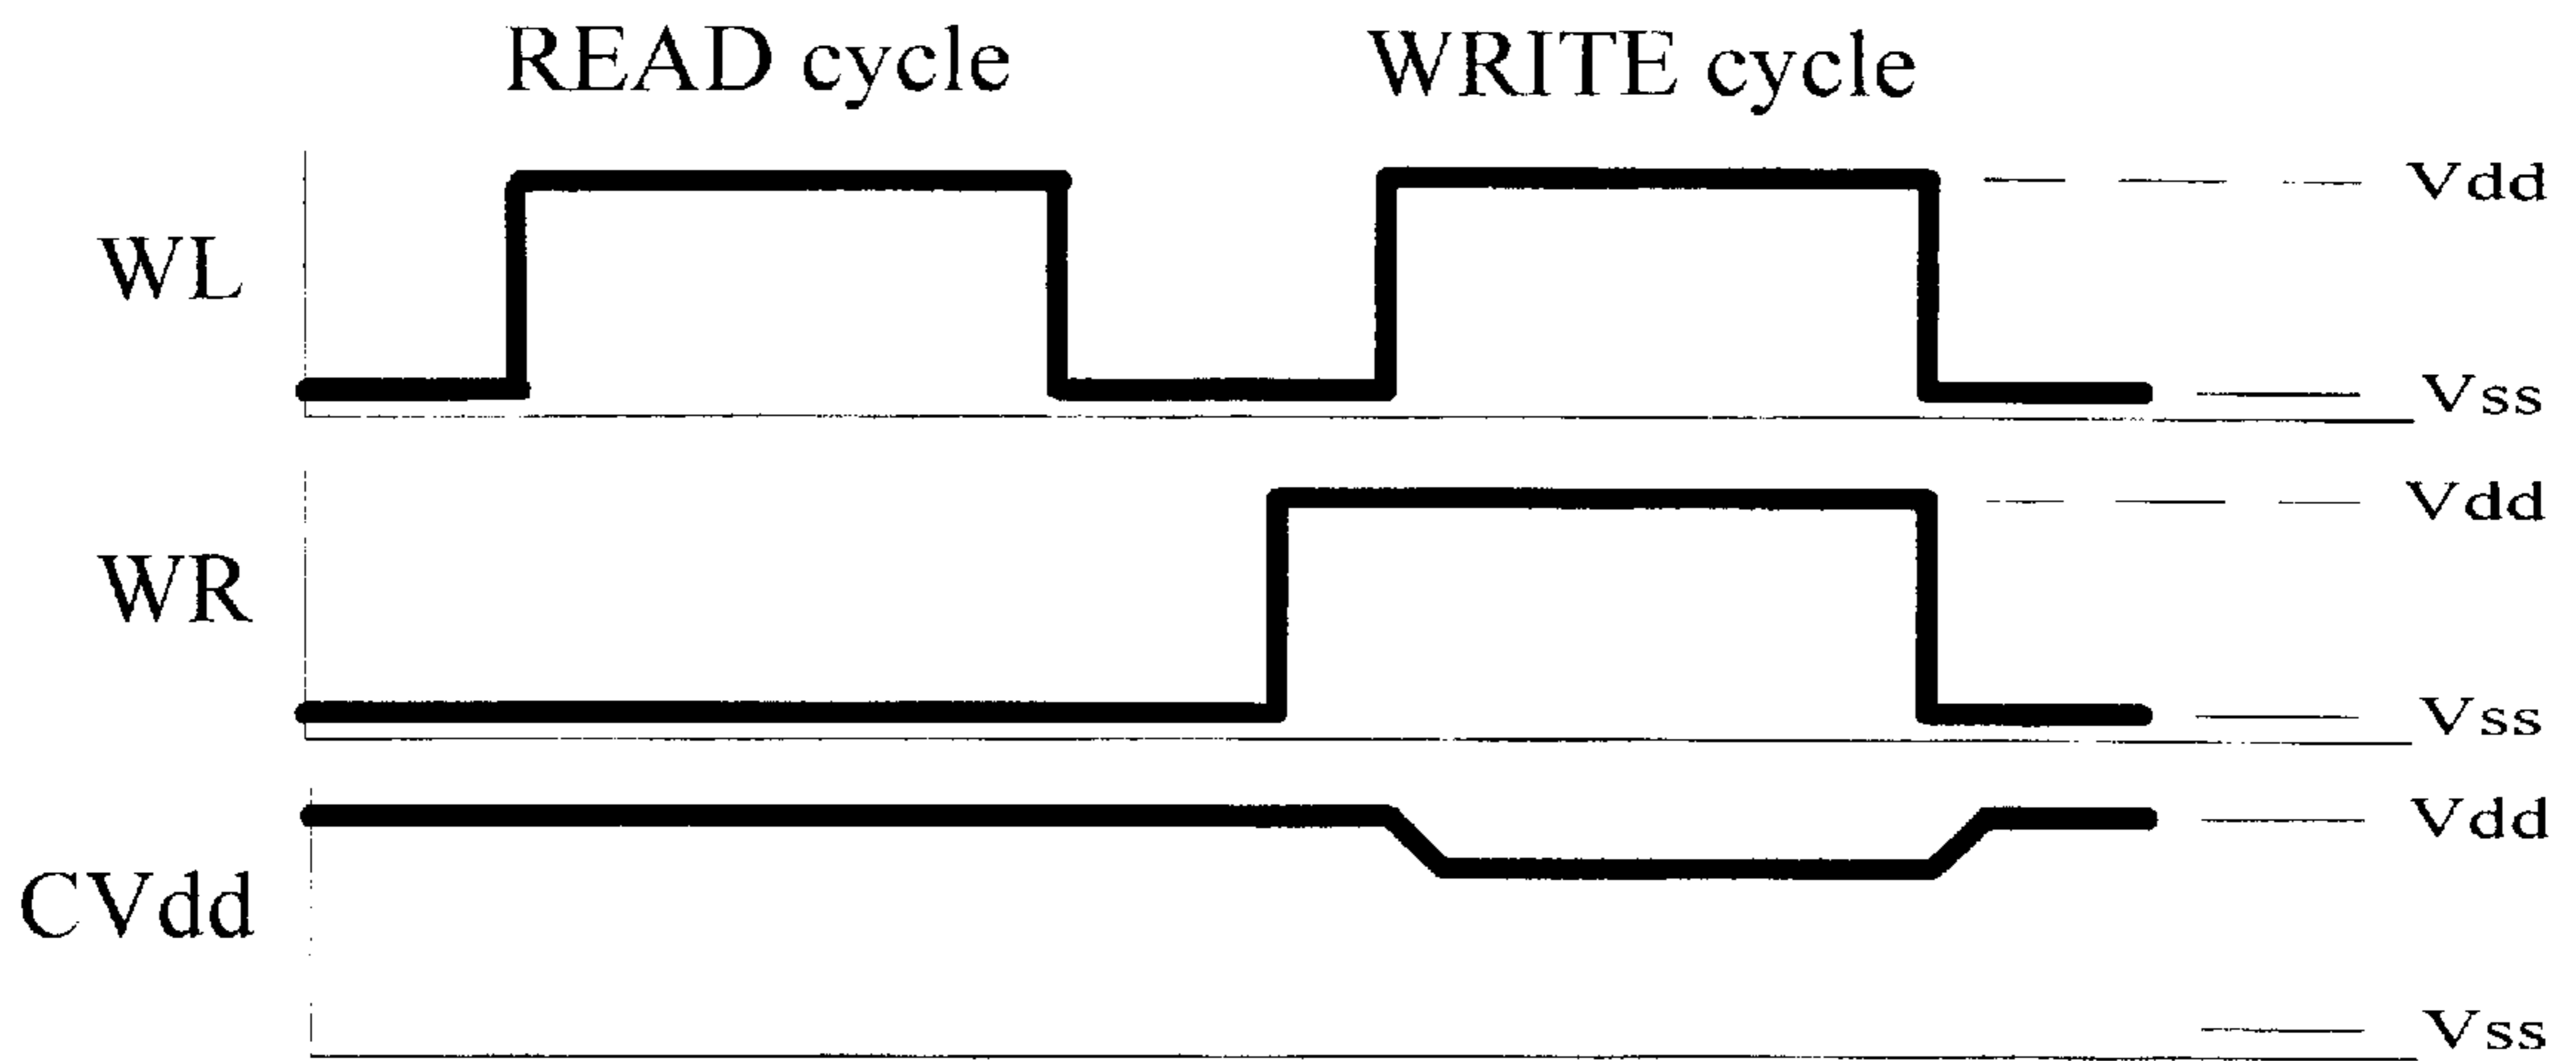 READ cycle WRITE cycle
Vdd
WL
Vss
Vdd
WR
Vss
Vdd
CVdd
Vss